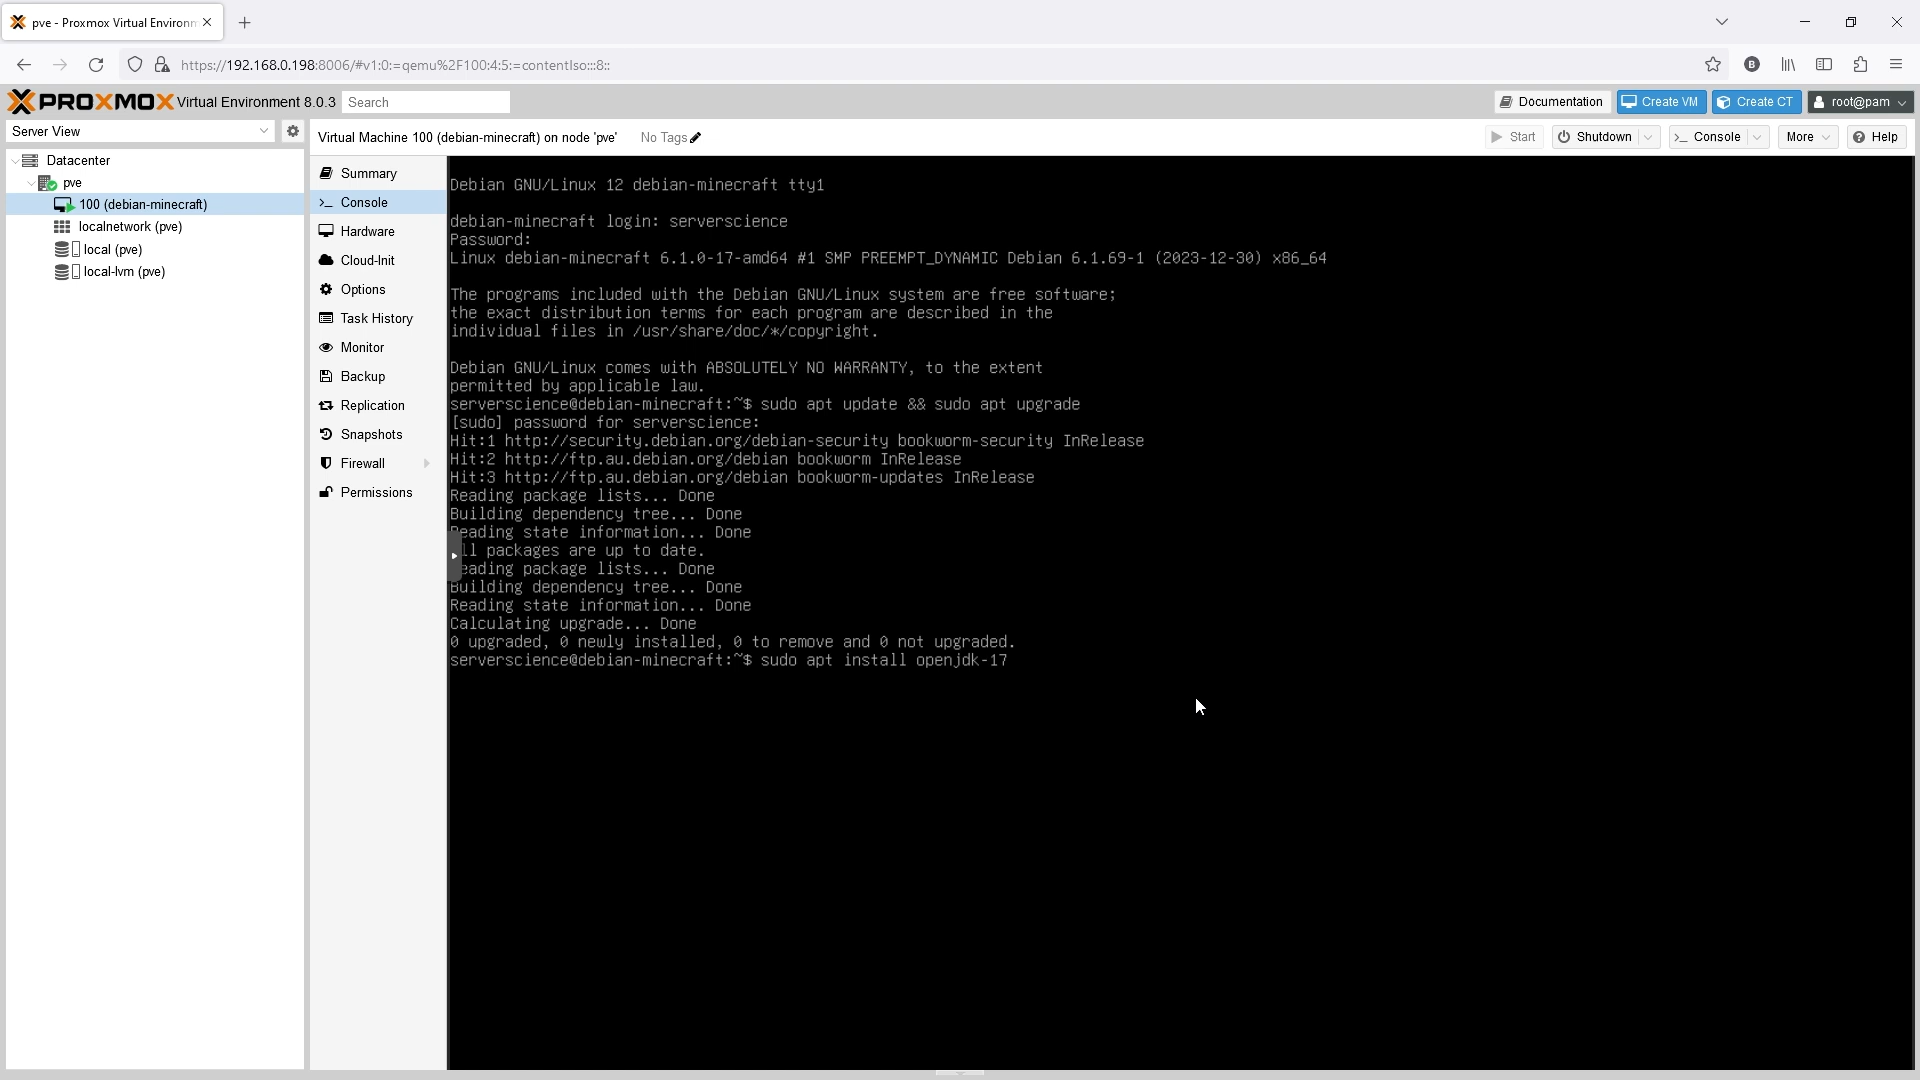 pve - Proxmox Virtual Environm
https://192.168.0.198:8006/#v1:0:=qemu%2F100:4:5:=contentIso:::8::
B
PROXMOX Virtual Environment 8.0.3 Search Documentation Create VM Create CT root@pam
Server View
Virtual Machine 100 (debian-minecraft) on node 'pve' No Tags Start Shutdown Console More Help
Datacenter
pve
100 (debian-minecraft)
localnetwork (pve)
local (pve)
local-lvm (pve)
Summary
Console
Hardware
Cloud-Init
Options
Task History
Monitor
Backup
Replication
Snapshots
Firewall
Permissions
Debian GNU/Linux 12 debian-minecraft tty1
debian-minecraft login: serverscience
Password:
Linux debian-minecraft 6.1.0-17-amd64 #1 SMP PREEMPT_DYNAMIC Debian 6.1.69-1 (2023-12-30) x86_64
The programs included with the Debian GNU/Linux system are free software;
the exact distribution terms for each program are described in the
individual files in /usr/share/doc/*/copyright.
Debian GNU/Linux comes with ABSOLUTELY NO WARRANTY, to the extent
permitted by applicable law.
serverscience@debian-minecraft:~$ sudo apt update && sudo apt upgrade
[sudo] password for serverscience:
Hit:1 http://security.debian.org/debian-security bookworm-security InRelease
Hit:2 http://ftp.au.debian.org/debian bookworm InRelease
Hit:3 http://ftp.au.debian.org/debian bookworm-updates InRelease
Reading package lists... Done
Building dependency tree... Done
Reading state information... Done
ll packages are up to date.
eading package lists... Done
Building dependency tree... Done
Reading state information... Done
Calculating upgrade... Done
0 upgraded, 0 newly installed, 0 to remove and 0 not upgraded.
serverscience@debian-minecraft:~$ sudo apt install openjdk-17